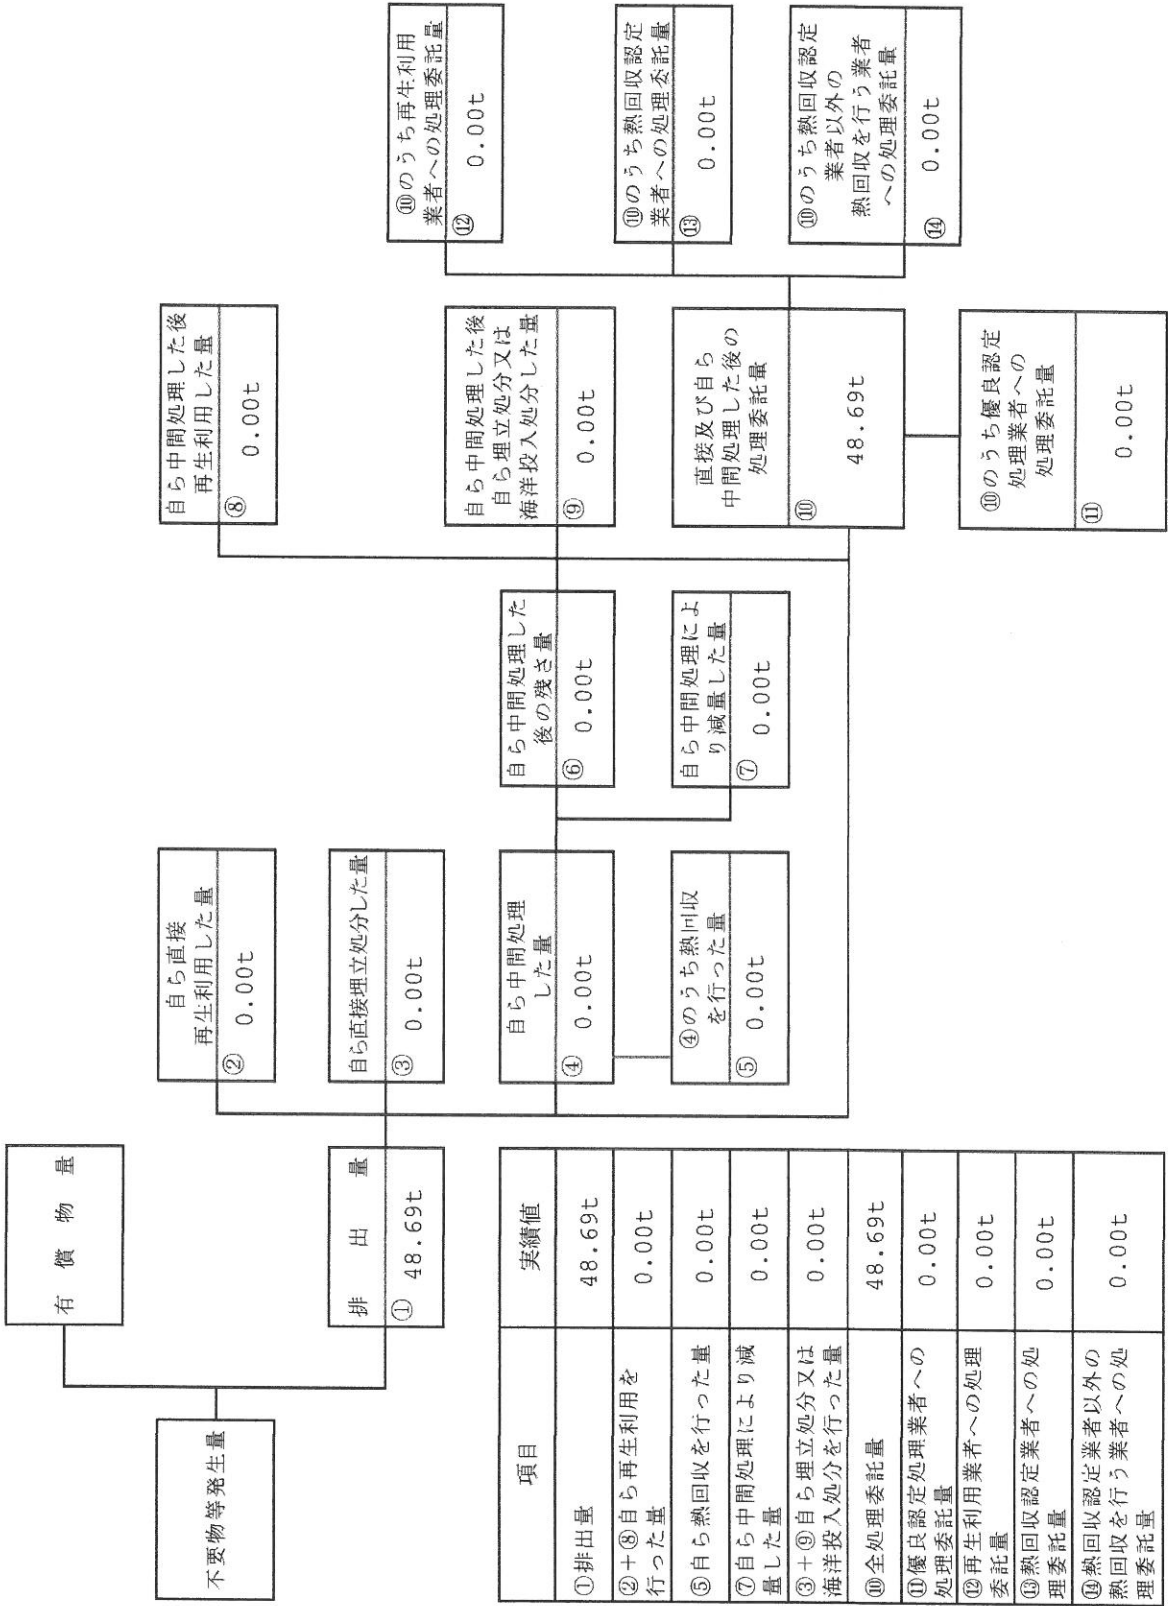 不要物等発生量
有償物量
排出量
① 48.69t
自ら直接
再生利用した量
② 0.00t
自ら直接埋立処分した量
③ 0.00t
自ら中間処理
した量
④ 0.00t
④のうち熱回収
を行った量
⑤ 0.00t
自ら中間処理した
後の残さ量
⑥ 0.00t
自ら中間処理によ
り減量した量
⑦ 0.00t
自ら中間処理した後
再生利用した量
⑧ 0.00t
自ら中間処理した後
自ら埋立処分又は
海洋投入処分した量
⑨ 0.00t
直接及び自ら
中間処理した後の
処理委託量
⑩ 48.69t
⑩のうち優良認定
処理業者への
処理委託量
⑪ 0.00t
⑩のうち再生利用
業者への処理委託量
⑫ 0.00t
⑩のうち熱回収認定
業者への処理委託量
⑬ 0.00t
⑩のうち熱回収認定
業者以外の
熱回収を行う業者
への処理委託量
⑭ 0.00t
項目 実績値
①排出量 48.69t
②+⑧自ら再生利用を
行った量 0.00t
⑤自ら熱回収を行った量 0.00t
⑦自ら中間処理により減
量した量 0.00t
③+⑨自ら埋立処分又は
海洋投入処分を行った量 0.00t
⑩全処理委託量 48.69t
⑪優良認定処理業者への
処理委託量 0.00t
⑫再生利用業者への処理
委託量 0.00t
⑬熱回収認定業者への処
理委託量 0.00t
⑭熱回収認定業者以外の
熱回収を行う業者への処
理委託量 0.00t